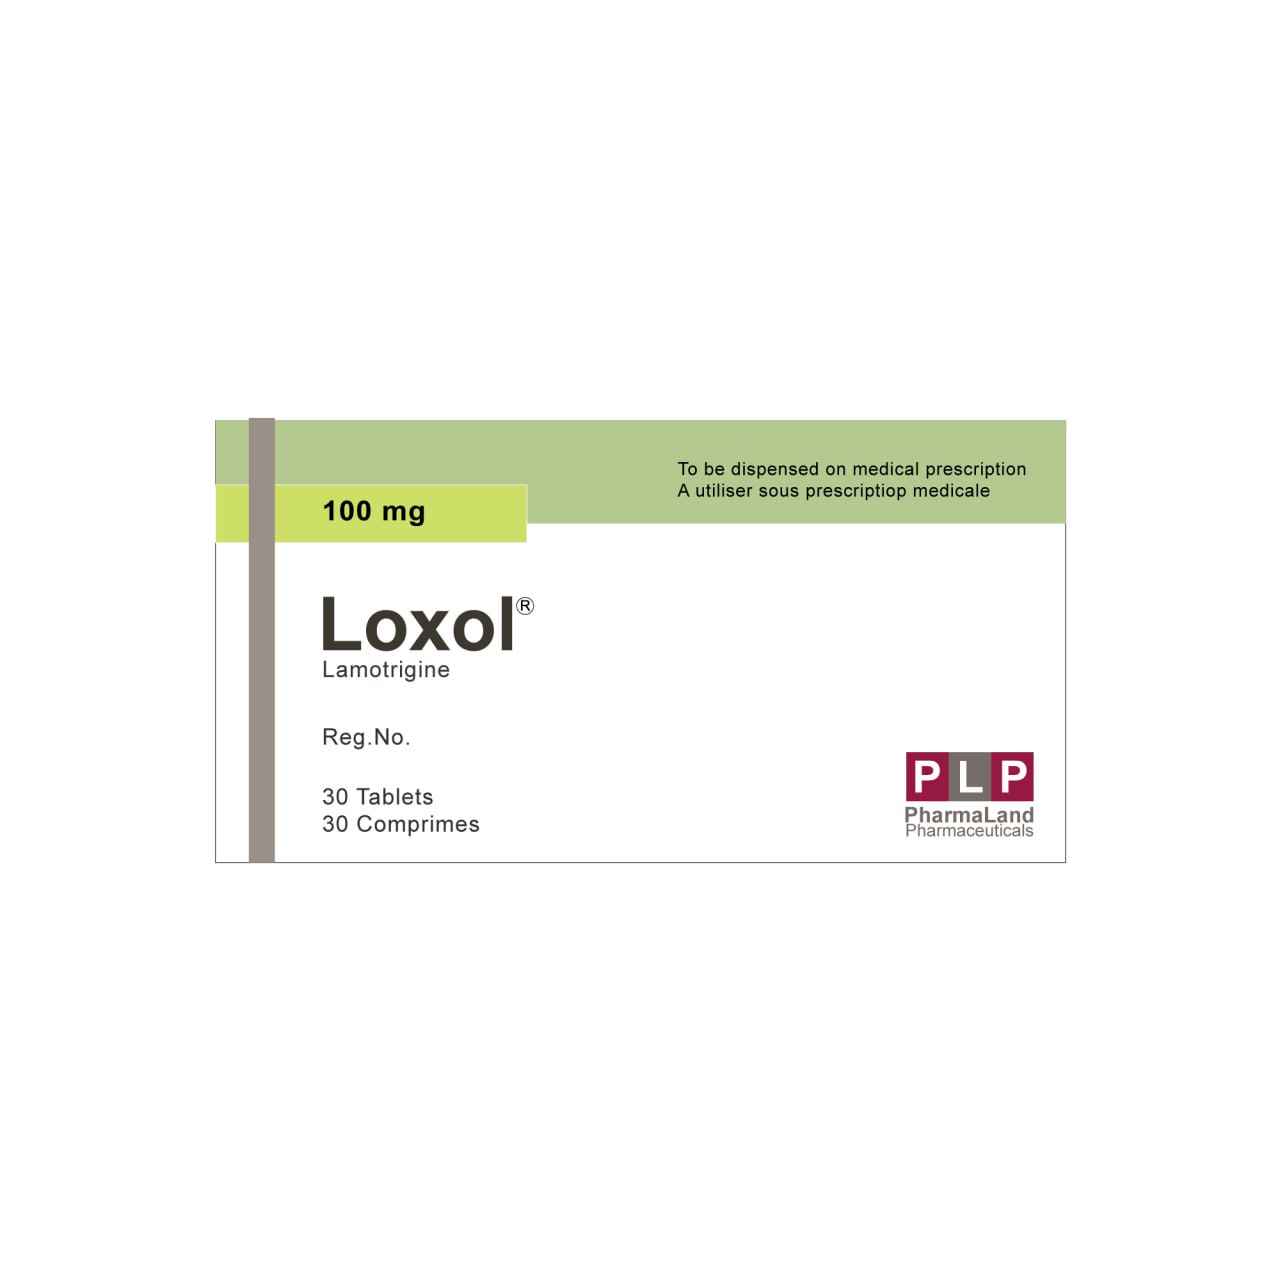 To be dispensed on medical prescription
A utiliser sous prescriptiop medicale
100 mg
Loxol®
Lamotrigine
Reg.No.
30 Tablets
30 Comprimes
PLP
PharmaLand
Pharmaceuticals